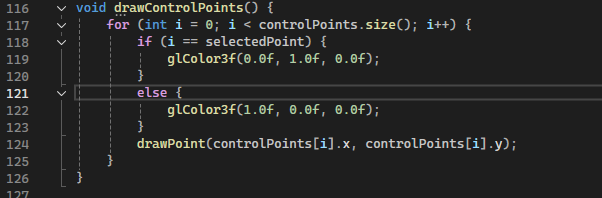 116 void drawControlPoints() {
117     for (int i = 0; i < controlPoints.size(); i++) {
118         if (i == selectedPoint) {
119             glColor3f(0.0f, 1.0f, 0.0f);
120         }
121         else {
122             glColor3f(1.0f, 0.0f, 0.0f);
123         }
124         drawPoint(controlPoints[i].x, controlPoints[i].y);
125     }
126 }
127